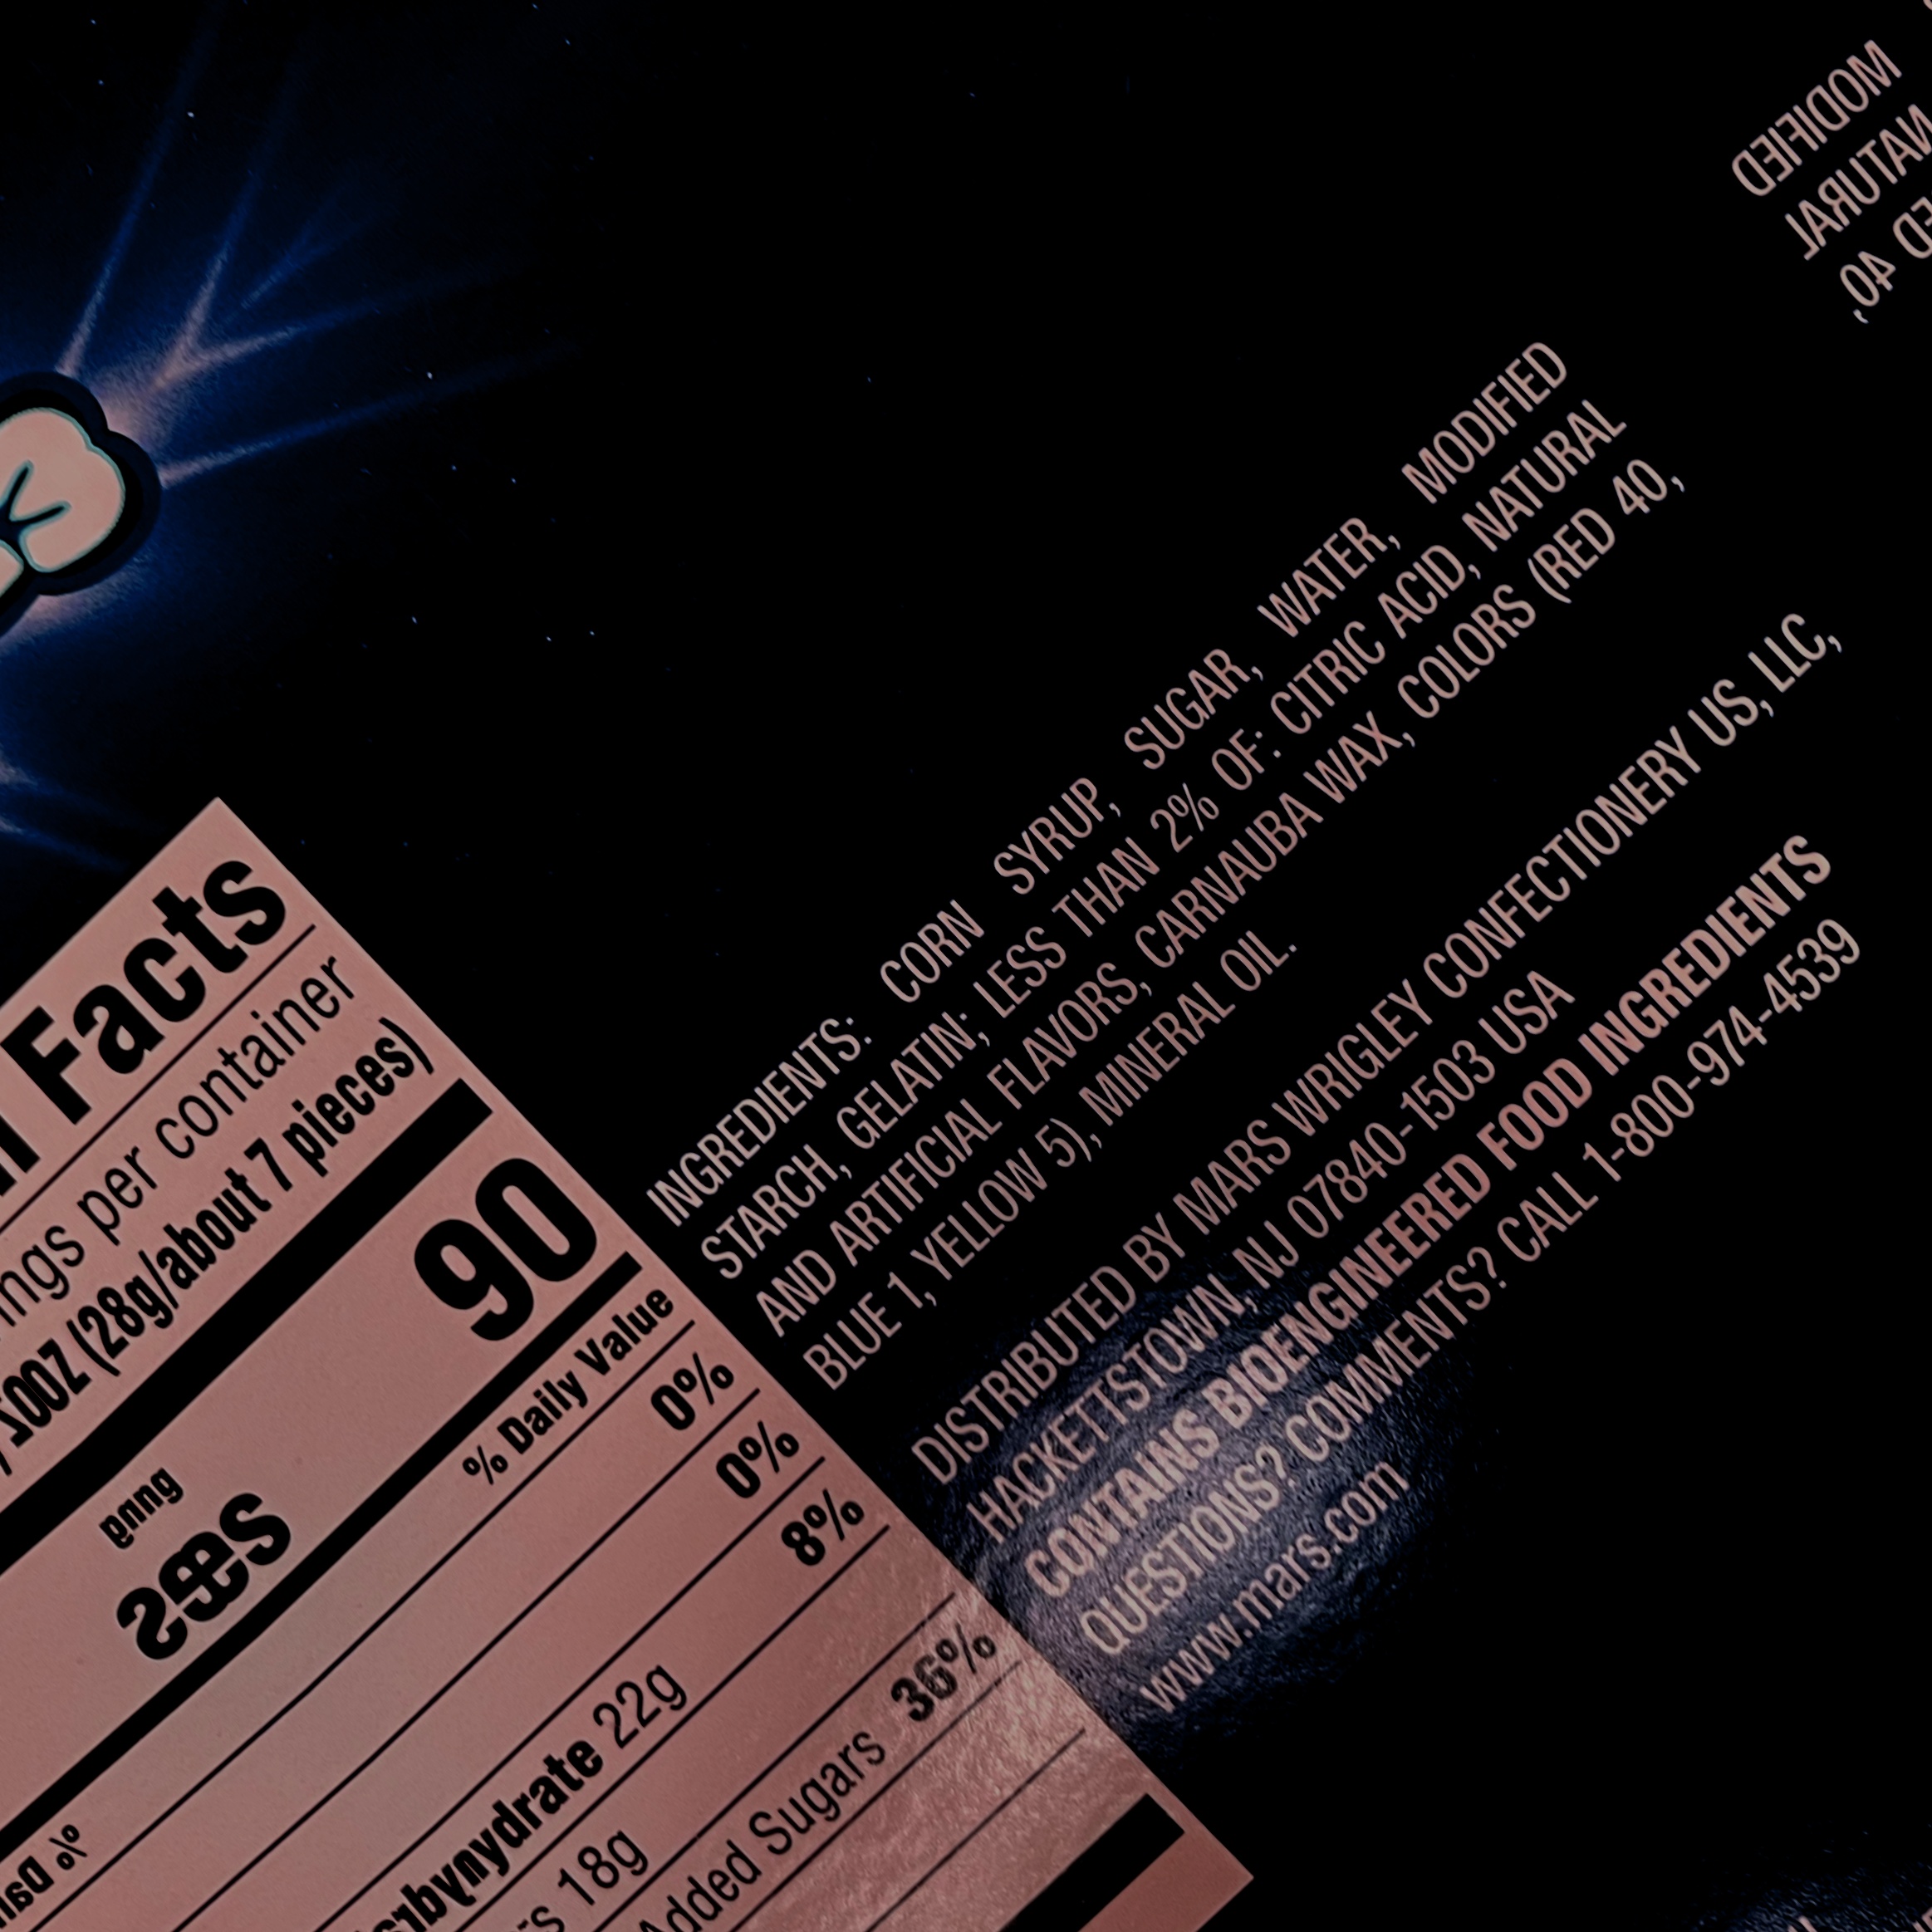 Facts
per container
(28g/about 7 pieces)
90
% Daily Value
0%
0%
22g 8%
18g
Added Sugars 36%
INGREDIENTS: CORN SYRUP, SUGAR, WATER, MODIFIED
STARCH, GELATIN; LESS THAN 2% OF: CITRIC ACID, NATURAL
AND ARTIFICIAL FLAVORS, CARNAUBA WAX, COLORS (RED 40,
BLUE 1, YELLOW 5), MINERAL OIL.
DISTRIBUTED BY MARS WRIGLEY CONFECTIONERY US, LLC,
HACKETTSTOWN, NJ 07840-1503 USA
CONTAINS BIOENGINEERED FOOD INGREDIENTS
QUESTIONS? COMMENTS? CALL 1-800-974-4539
www.mars.com
MODIFIED
NATURAL
40,